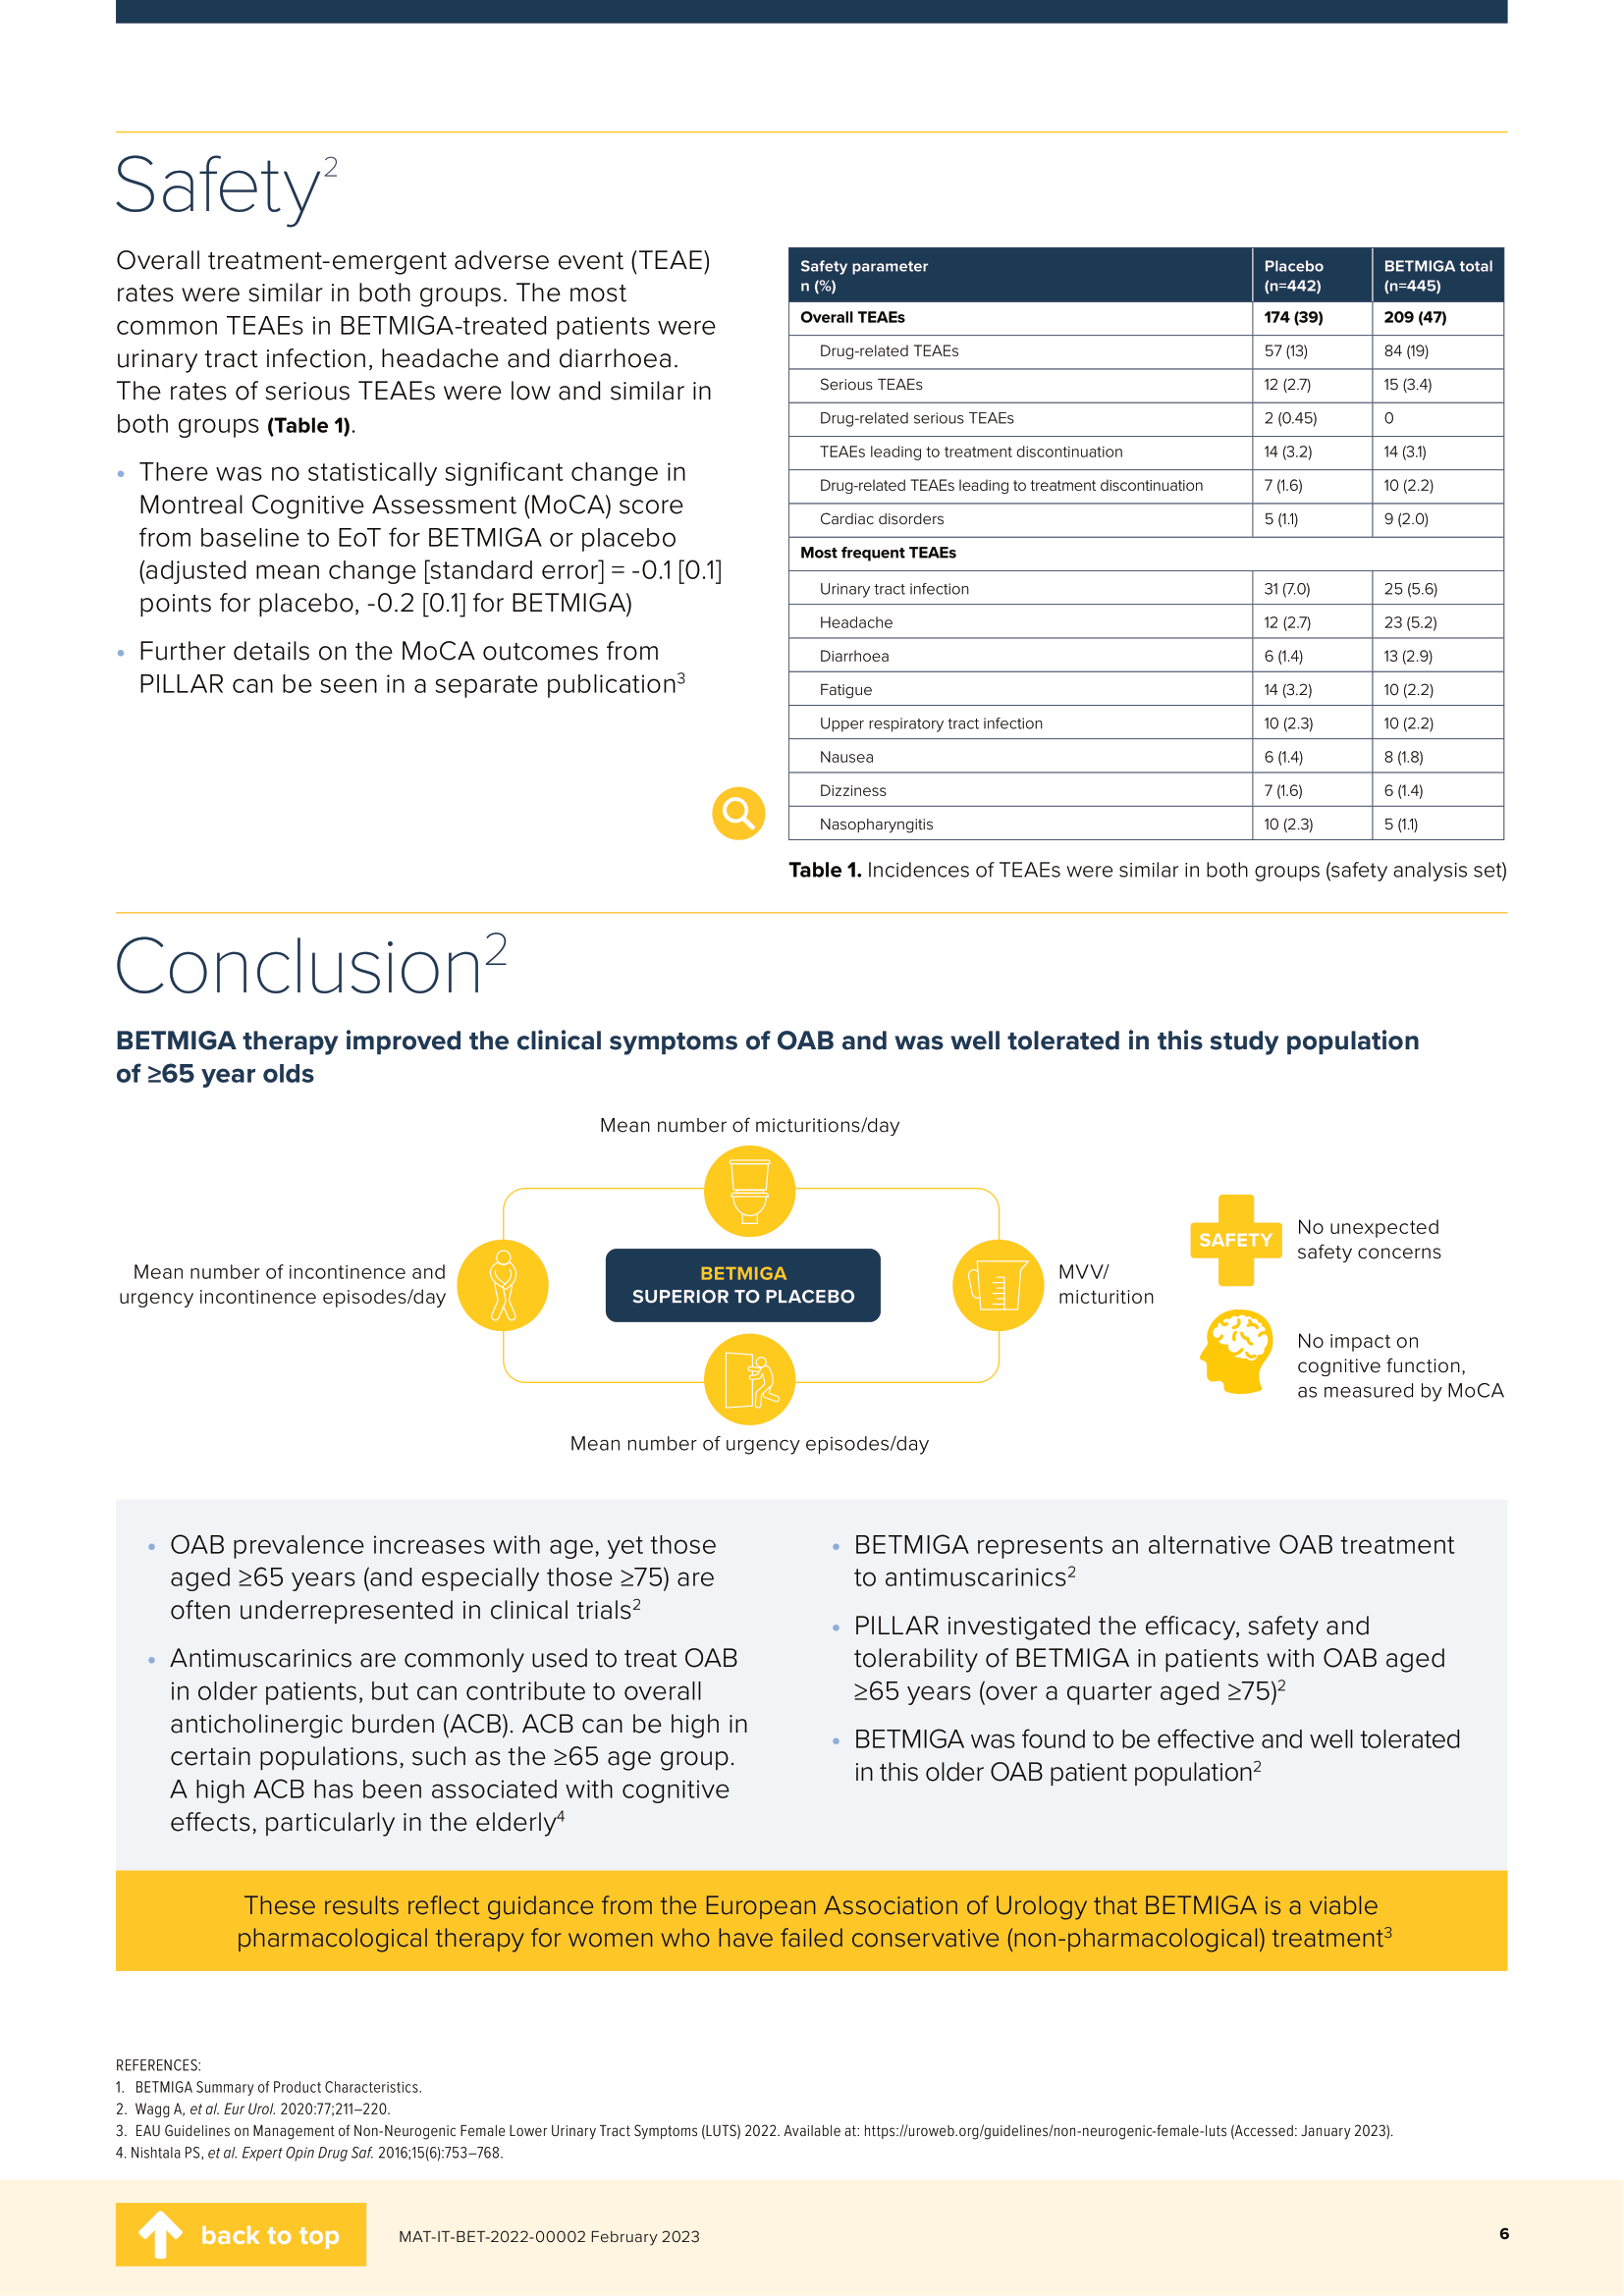 Safety²
Overall treatment-emergent adverse event (TEAE)
rates were similar in both groups. The most
common TEAEs in BETMIGA-treated patients were
urinary tract infection, headache and diarrhoea.
The rates of serious TEAEs were low and similar in
both groups (Table 1).
• There was no statistically significant change in
Montreal Cognitive Assessment (MoCA) score
from baseline to EoT for BETMIGA or placebo
(adjusted mean change [standard error] = -0.1 [0.1]
points for placebo, -0.2 [0.1] for BETMIGA)
• Further details on the MoCA outcomes from
PILLAR can be seen in a separate publication³
Safety parameter Placebo BETMIGA total
n (%) (n=442) (n=445)
Overall TEAEs 174 (39) 209 (47)
Drug-related TEAEs 57 (13) 84 (19)
Serious TEAEs 12 (2.7) 15 (3.4)
Drug-related serious TEAEs 2 (0.45) 0
TEAEs leading to treatment discontinuation 14 (3.2) 14 (3.1)
Drug-related TEAEs leading to treatment discontinuation 7 (1.6) 10 (2.2)
Cardiac disorders 5 (1.1) 9 (2.0)
Most frequent TEAEs
Urinary tract infection 31 (7.0) 25 (5.6)
Headache 12 (2.7) 23 (5.2)
Diarrhoea 6 (1.4) 13 (2.9)
Fatigue 14 (3.2) 10 (2.2)
Upper respiratory tract infection 10 (2.3) 10 (2.2)
Nausea 6 (1.4) 8 (1.8)
Dizziness 7 (1.6) 6 (1.4)
Nasopharyngitis 10 (2.3) 5 (1.1)
Table 1. Incidences of TEAEs were similar in both groups (safety analysis set)
Conclusion²
BETMIGA therapy improved the clinical symptoms of OAB and was well tolerated in this study population
of ≥65 year olds
Mean number of micturitions/day
Mean number of incontinence and
urgency incontinence episodes/day
BETMIGA
SUPERIOR TO PLACEBO
MVV/
micturition
Mean number of urgency episodes/day
SAFETY
No unexpected
safety concerns
No impact on
cognitive function,
as measured by MoCA
• OAB prevalence increases with age, yet those
aged ≥65 years (and especially those ≥75) are
often underrepresented in clinical trials²
• Antimuscarinics are commonly used to treat OAB
in older patients, but can contribute to overall
anticholinergic burden (ACB). ACB can be high in
certain populations, such as the ≥65 age group.
A high ACB has been associated with cognitive
effects, particularly in the elderly⁴
• BETMIGA represents an alternative OAB treatment
to antimuscarinics²
• PILLAR investigated the efficacy, safety and
tolerability of BETMIGA in patients with OAB aged
≥65 years (over a quarter aged ≥75)²
• BETMIGA was found to be effective and well tolerated
in this older OAB patient population²
These results reflect guidance from the European Association of Urology that BETMIGA is a viable
pharmacological therapy for women who have failed conservative (non-pharmacological) treatment³
REFERENCES:
1. BETMIGA Summary of Product Characteristics.
2. Wagg A, et al. Eur Urol. 2020:77;211–220.
3. EAU Guidelines on Management of Non-Neurogenic Female Lower Urinary Tract Symptoms (LUTS) 2022. Available at: https://uroweb.org/guidelines/non-neurogenic-female-luts (Accessed: January 2023).
4. Nishtala PS, et al. Expert Opin Drug Saf. 2016;15(6):753–768.
back to top
MAT-IT-BET-2022-00002 February 2023
6